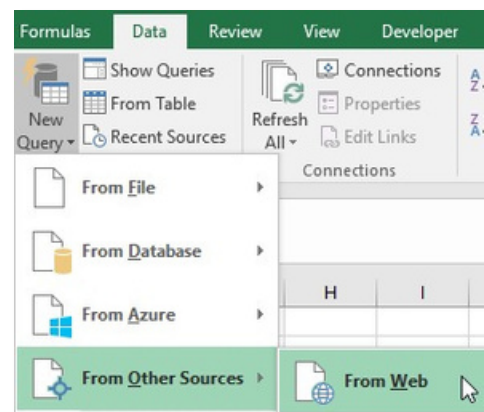 Formulas Data Review View Developer
Show Queries
From Table
Recent Sources
New
Query
Refresh
All
Connections
Properties
Edit Links
Connections
A
Z
Z
A
H I
From File
From Database
From Azure
From Other Sources
From Web